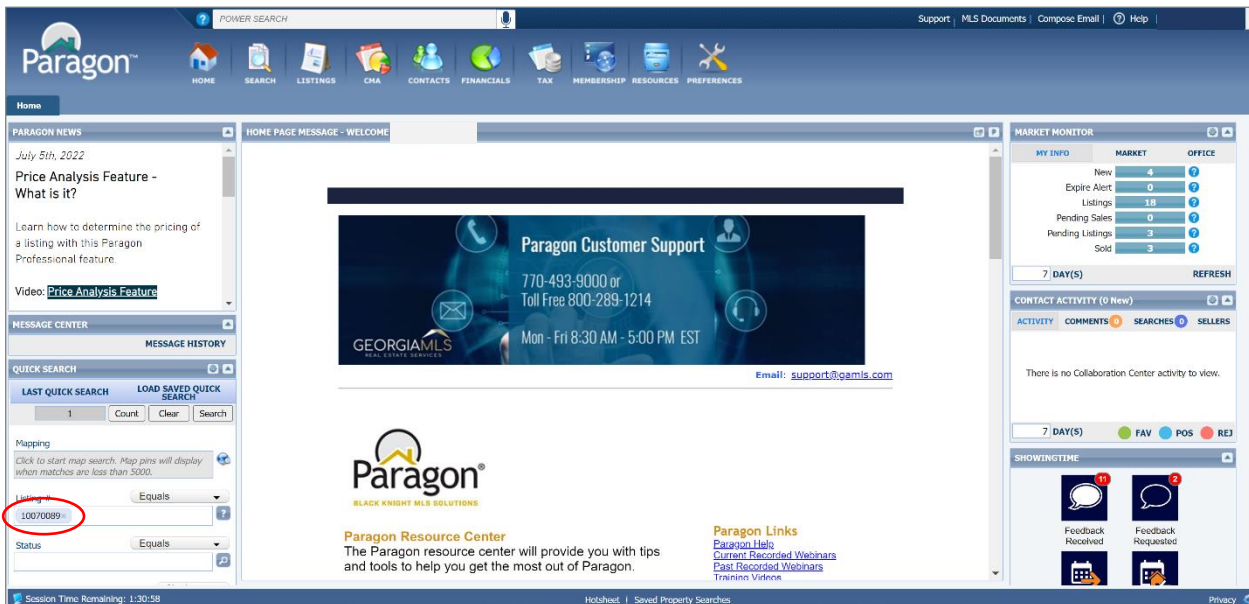 POWER SEARCH
Support | MLS Documents | Compose Email | Help |
Paragon™
HOME SEARCH LISTINGS CMA CONTACTS FINANCIALS TAX MEMBERSHIP RESOURCES PREFERENCES
Home
PARAGON NEWS
July 5th, 2022
Price Analysis Feature -
What is it?
Learn how to determine the pricing of
a listing with this Paragon
Professional feature.
Video: Price Analysis Feature
MESSAGE CENTER
MESSAGE HISTORY
QUICK SEARCH
LAST QUICK SEARCH LOAD SAVED QUICK
SEARCH
1 Count Clear Search
Mapping
Click to start map search. Map pins will display
when matches are less than 5000.
Listing # Equals
10070089×
Status Equals
HOME PAGE MESSAGE - WELCOME
Paragon Customer Support
770-493-9000 or
Toll Free 800-289-1214
Mon - Fri 8:30 AM - 5:00 PM EST
GEORGIAMLS
REAL ESTATE SERVICES
Email: support@gamls.com
Paragon®
BLACK KNIGHT MLS SOLUTIONS
Paragon Resource Center
The Paragon resource center will provide you with tips
and tools to help you get the most out of Paragon.
Paragon Links
Paragon Help
Current Recorded Webinars
Past Recorded Webinars
Training Videos
MARKET MONITOR
MY INFO MARKET OFFICE
New 4
Expire Alert 0
Listings 18
Pending Sales 0
Pending Listings 3
Sold 3
7 DAY(S) REFRESH
CONTACT ACTIVITY (0 New)
ACTIVITY COMMENTS 0 SEARCHES 0 SELLERS
There is no Collaboration Center activity to view.
7 DAY(S) FAV POS REJ
SHOWINGTIME
11 2
Feedback
Received
Feedback
Requested
Session Time Remaining: 1:30:58
Hotsheet | Saved Property Searches
Privacy